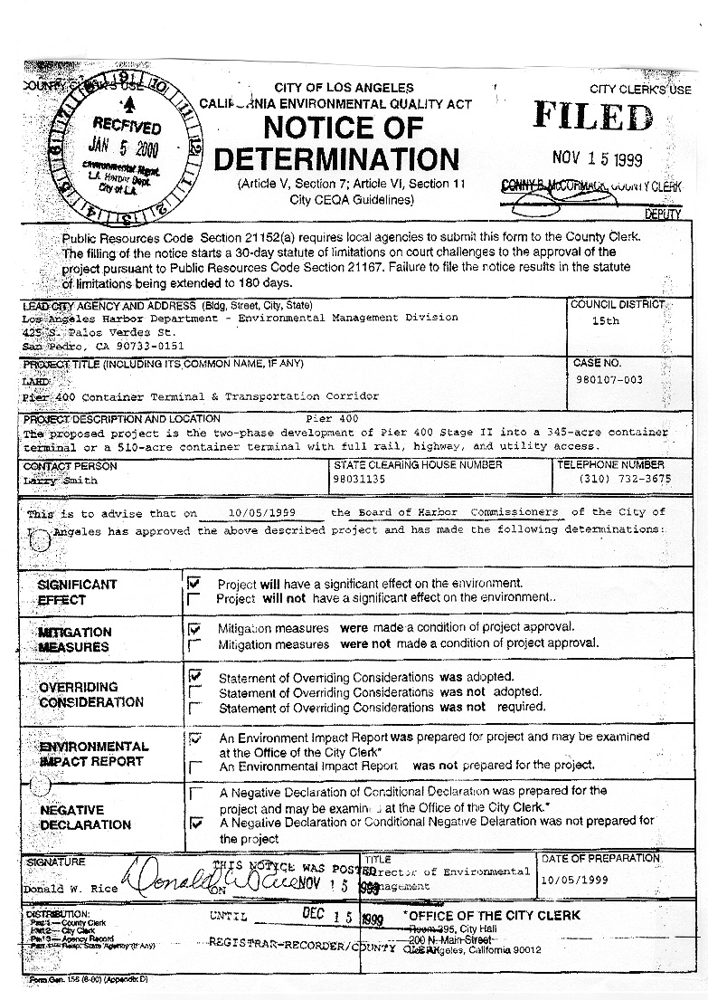 COUNTY CLERK'S USE
9
10
11
12
1
2
3
4
5
6
7
8
RECEIVED
JAN 5 2000
Environmental Mgmt.
L.A. Harbor Dept.
City of L.A.
CITY OF LOS ANGELES
CALIFORNIA ENVIRONMENTAL QUALITY ACT
NOTICE OF
DETERMINATION
(Article V, Section 7; Article VI, Section 11
City CEQA Guidelines)
CITY CLERK'S USE
FILED
NOV 15 1999
CONNY B. McCORMACK, COUNTY CLERK
DEPUTY
Public Resources Code Section 21152(a) requires local agencies to submit this form to the County Clerk.
The filling of the notice starts a 30-day statute of limitations on court challenges to the approval of the
project pursuant to Public Resources Code Section 21167. Failure to file the notice results in the statute
of limitations being extended to 180 days.
LEAD CITY AGENCY AND ADDRESS (Bldg, Street, City, State)
Los Angeles Harbor Department - Environmental Management Division
425 S. Palos Verdes St.
San Pedro, CA 90733-0151
COUNCIL DISTRICT
15th
PROJECT TITLE (INCLUDING ITS COMMON NAME, IF ANY)
LAHD
Pier 400 Container Terminal & Transportation Corridor
CASE NO.
980107-003
PROJECT DESCRIPTION AND LOCATION Pier 400
The proposed project is the two-phase development of Pier 400 Stage II into a 345-acre container
terminal or a 510-acre container terminal with full rail, highway, and utility access.
CONTACT PERSON
Larry Smith
STATE CLEARING HOUSE NUMBER
98031135
TELEPHONE NUMBER
(310) 732-3675
This is to advise that on 10/05/1999 the Board of Harbor Commissioners of the City of
Angeles has approved the above described project and has made the following determinations:
SIGNIFICANT
EFFECT
Project will have a significant effect on the environment.
Project will not have a significant effect on the environment..
MITIGATION
MEASURES
Mitigation measures were made a condition of project approval.
Mitigation measures were not made a condition of project approval.
OVERRIDING
CONSIDERATION
Statement of Overriding Considerations was adopted.
Statement of Overriding Considerations was not adopted.
Statement of Overriding Considerations was not required.
ENVIRONMENTAL
IMPACT REPORT
An Environment Impact Report was prepared for project and may be examined
at the Office of the City Clerk*
An Environmental Impact Report was not prepared for the project.
NEGATIVE
DECLARATION
A Negative Declaration of Conditional Declaration was prepared for the
project and may be examin at the Office of the City Clerk.*
A Negative Declaration or Conditional Negative Delaration was not prepared for
the project
SIGNATURE
Donald W. Rice
Donald W. Rice
THIS NOTICE WAS POSTED
ON NOV 15 1999
TITLE
Director of Environmental
Management
DATE OF PREPARATION
10/05/1999
DISTRIBUTION:
Part 1 — County Clerk
Part 2 — City Clerk
Part 3 — Agency Record
Part 4 — Resp. State Agency (if Any)
UNTIL DEC 15 1999
REGISTRAR-RECORDER/COUNTY CLERK
*OFFICE OF THE CITY CLERK
Room 395, City Hall
200 N. Main Street
Los Angeles, California 90012
Form Gen. 156 (6-80) (Appendix D)